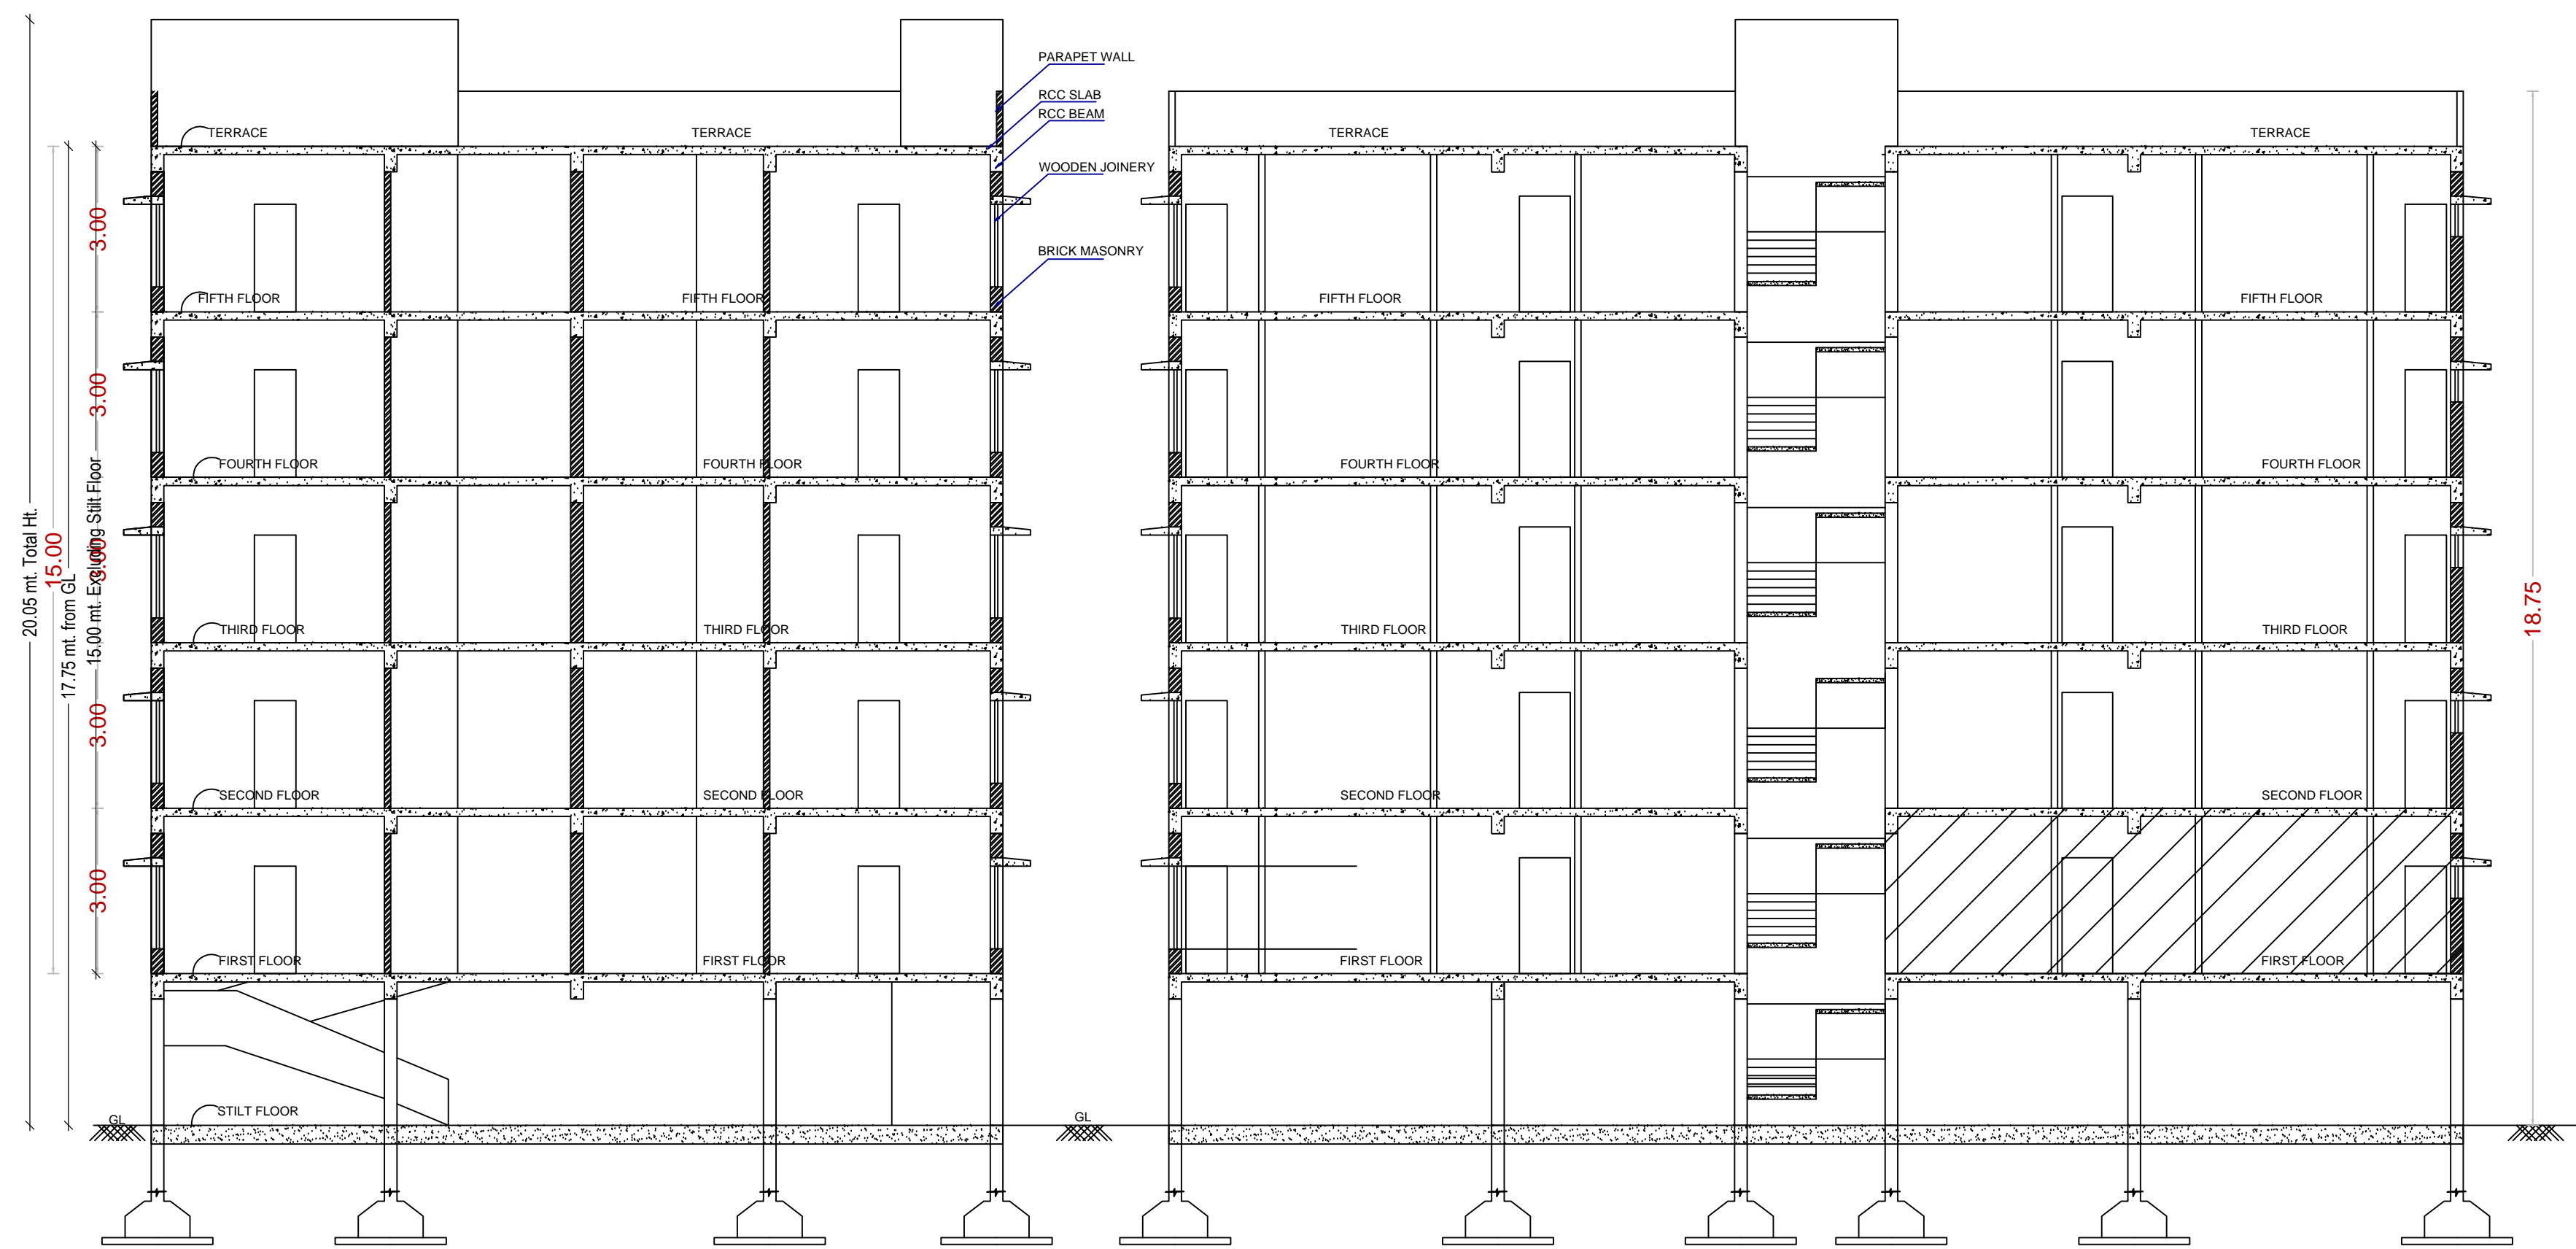 PARAPET WALL
RCC SLAB
RCC BEAM
TERRACE
TERRACE
TERRACE
TERRACE
WOODEN JOINERY
3.00
BRICK MASONRY
FIFTH FLOOR
FIFTH FLOOR
FIFTH FLOOR
FIFTH FLOOR
3.00
FOURTH FLOOR
FOURTH FLOOR
FOURTH FLOOR
FOURTH FLOOR
20.05 mt. Total Ht.
15.00
17.75 mt. from GL
15.00 mt. Excluding Stilt Floor
3.00
18.75
THIRD FLOOR
THIRD FLOOR
THIRD FLOOR
THIRD FLOOR
3.00
SECOND FLOOR
SECOND FLOOR
SECOND FLOOR
SECOND FLOOR
3.00
FIRST FLOOR
FIRST FLOOR
FIRST FLOOR
FIRST FLOOR
STILT FLOOR
GL
GL